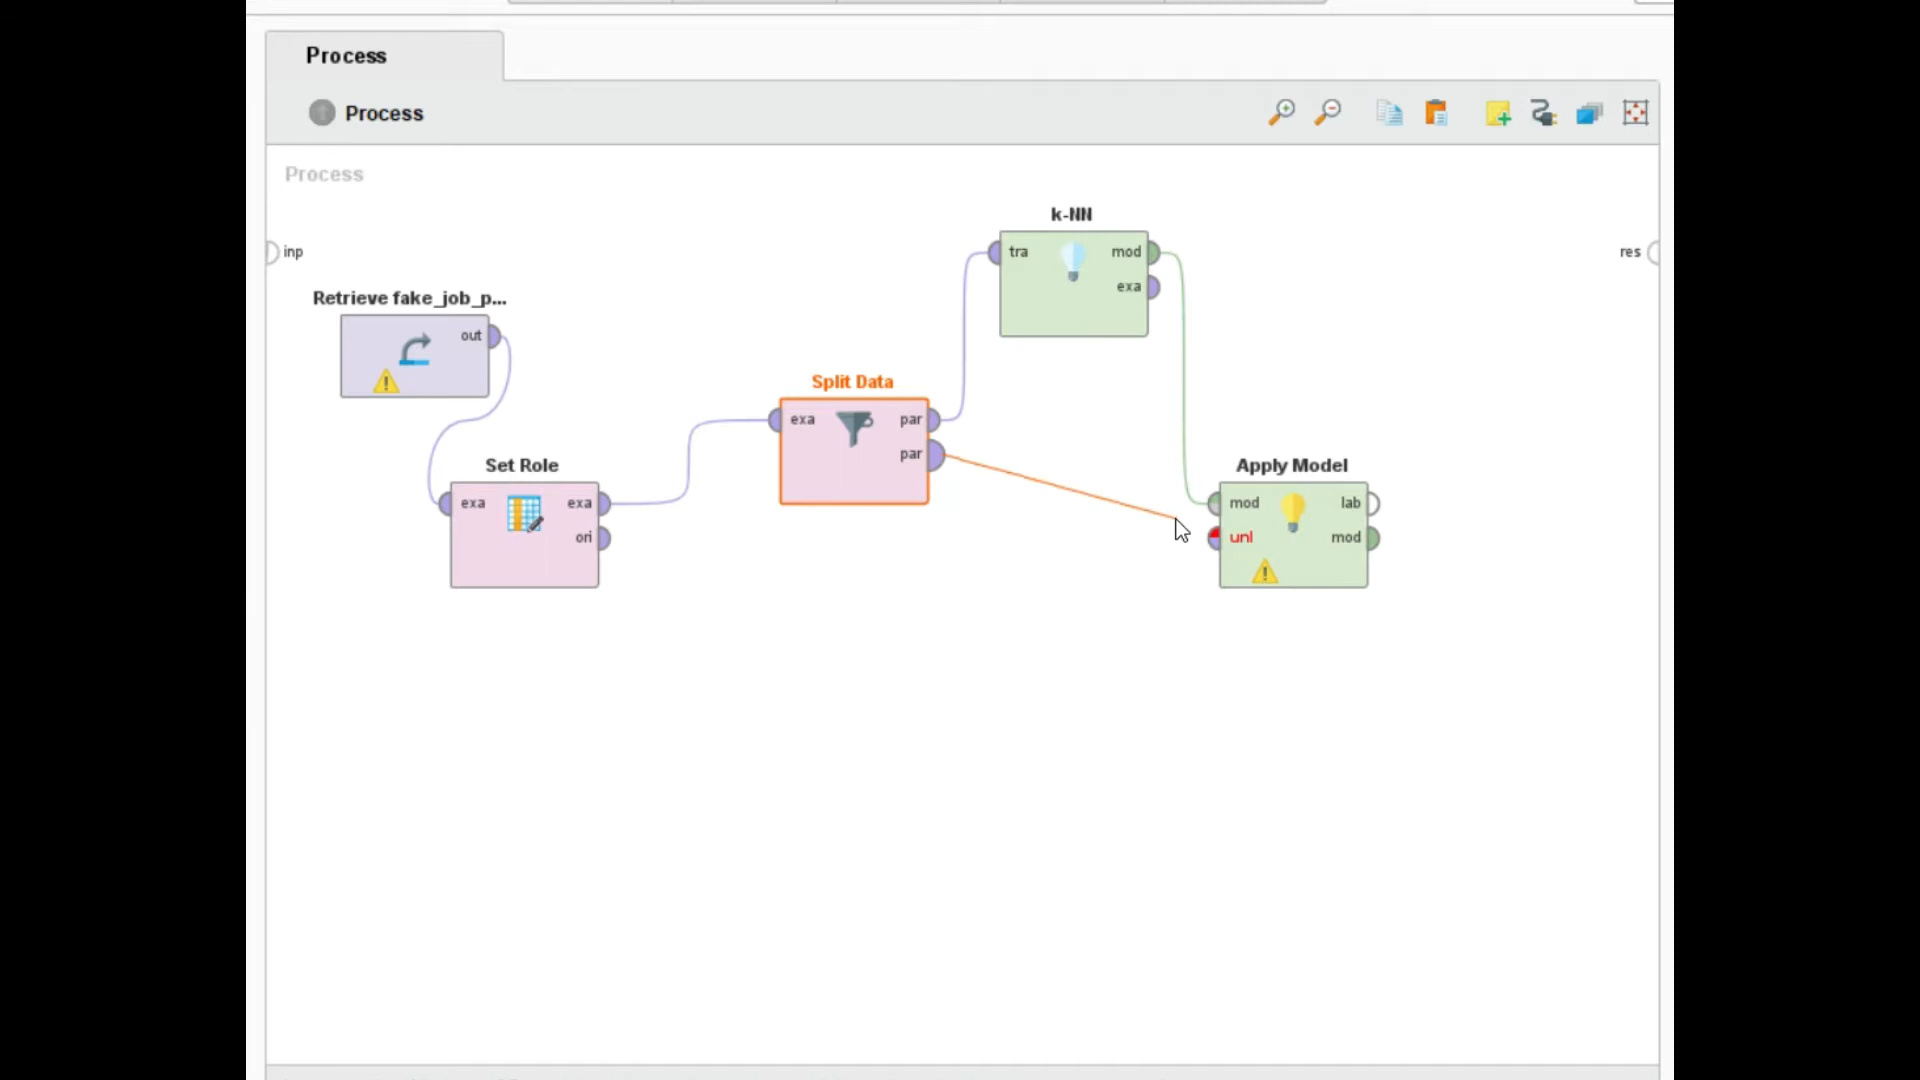 Process
Process
Process
inp
res
k-NN
tra
mod
exa
Retrieve fake_job_p...
out
Split Data
exa
par
par
Set Role
exa
exa
ori
Apply Model
mod
lab
unl
mod